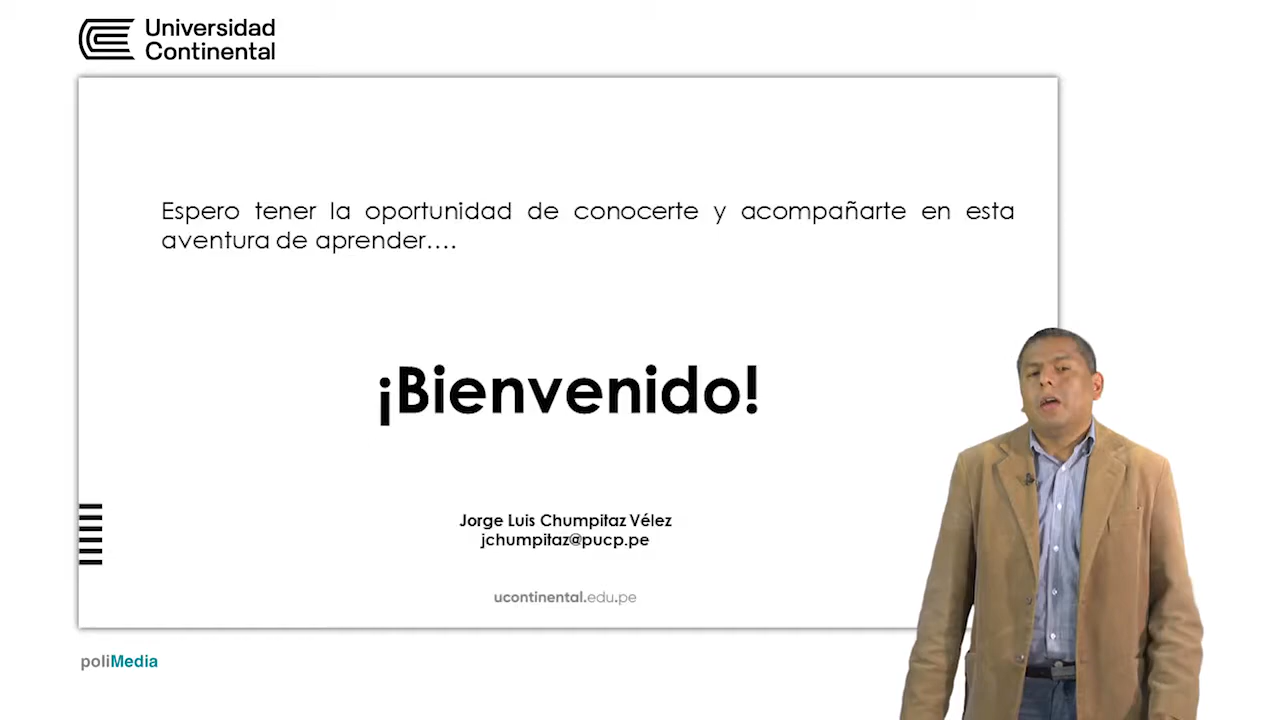 Universidad
Continental
Espero tener la oportunidad de conocerte y acompañarte en esta
aventura de aprender….
¡Bienvenido!
Jorge Luis Chumpitaz Vélez
jchumpitaz@pucp.pe
ucontinental.edu.pe
poliMedia